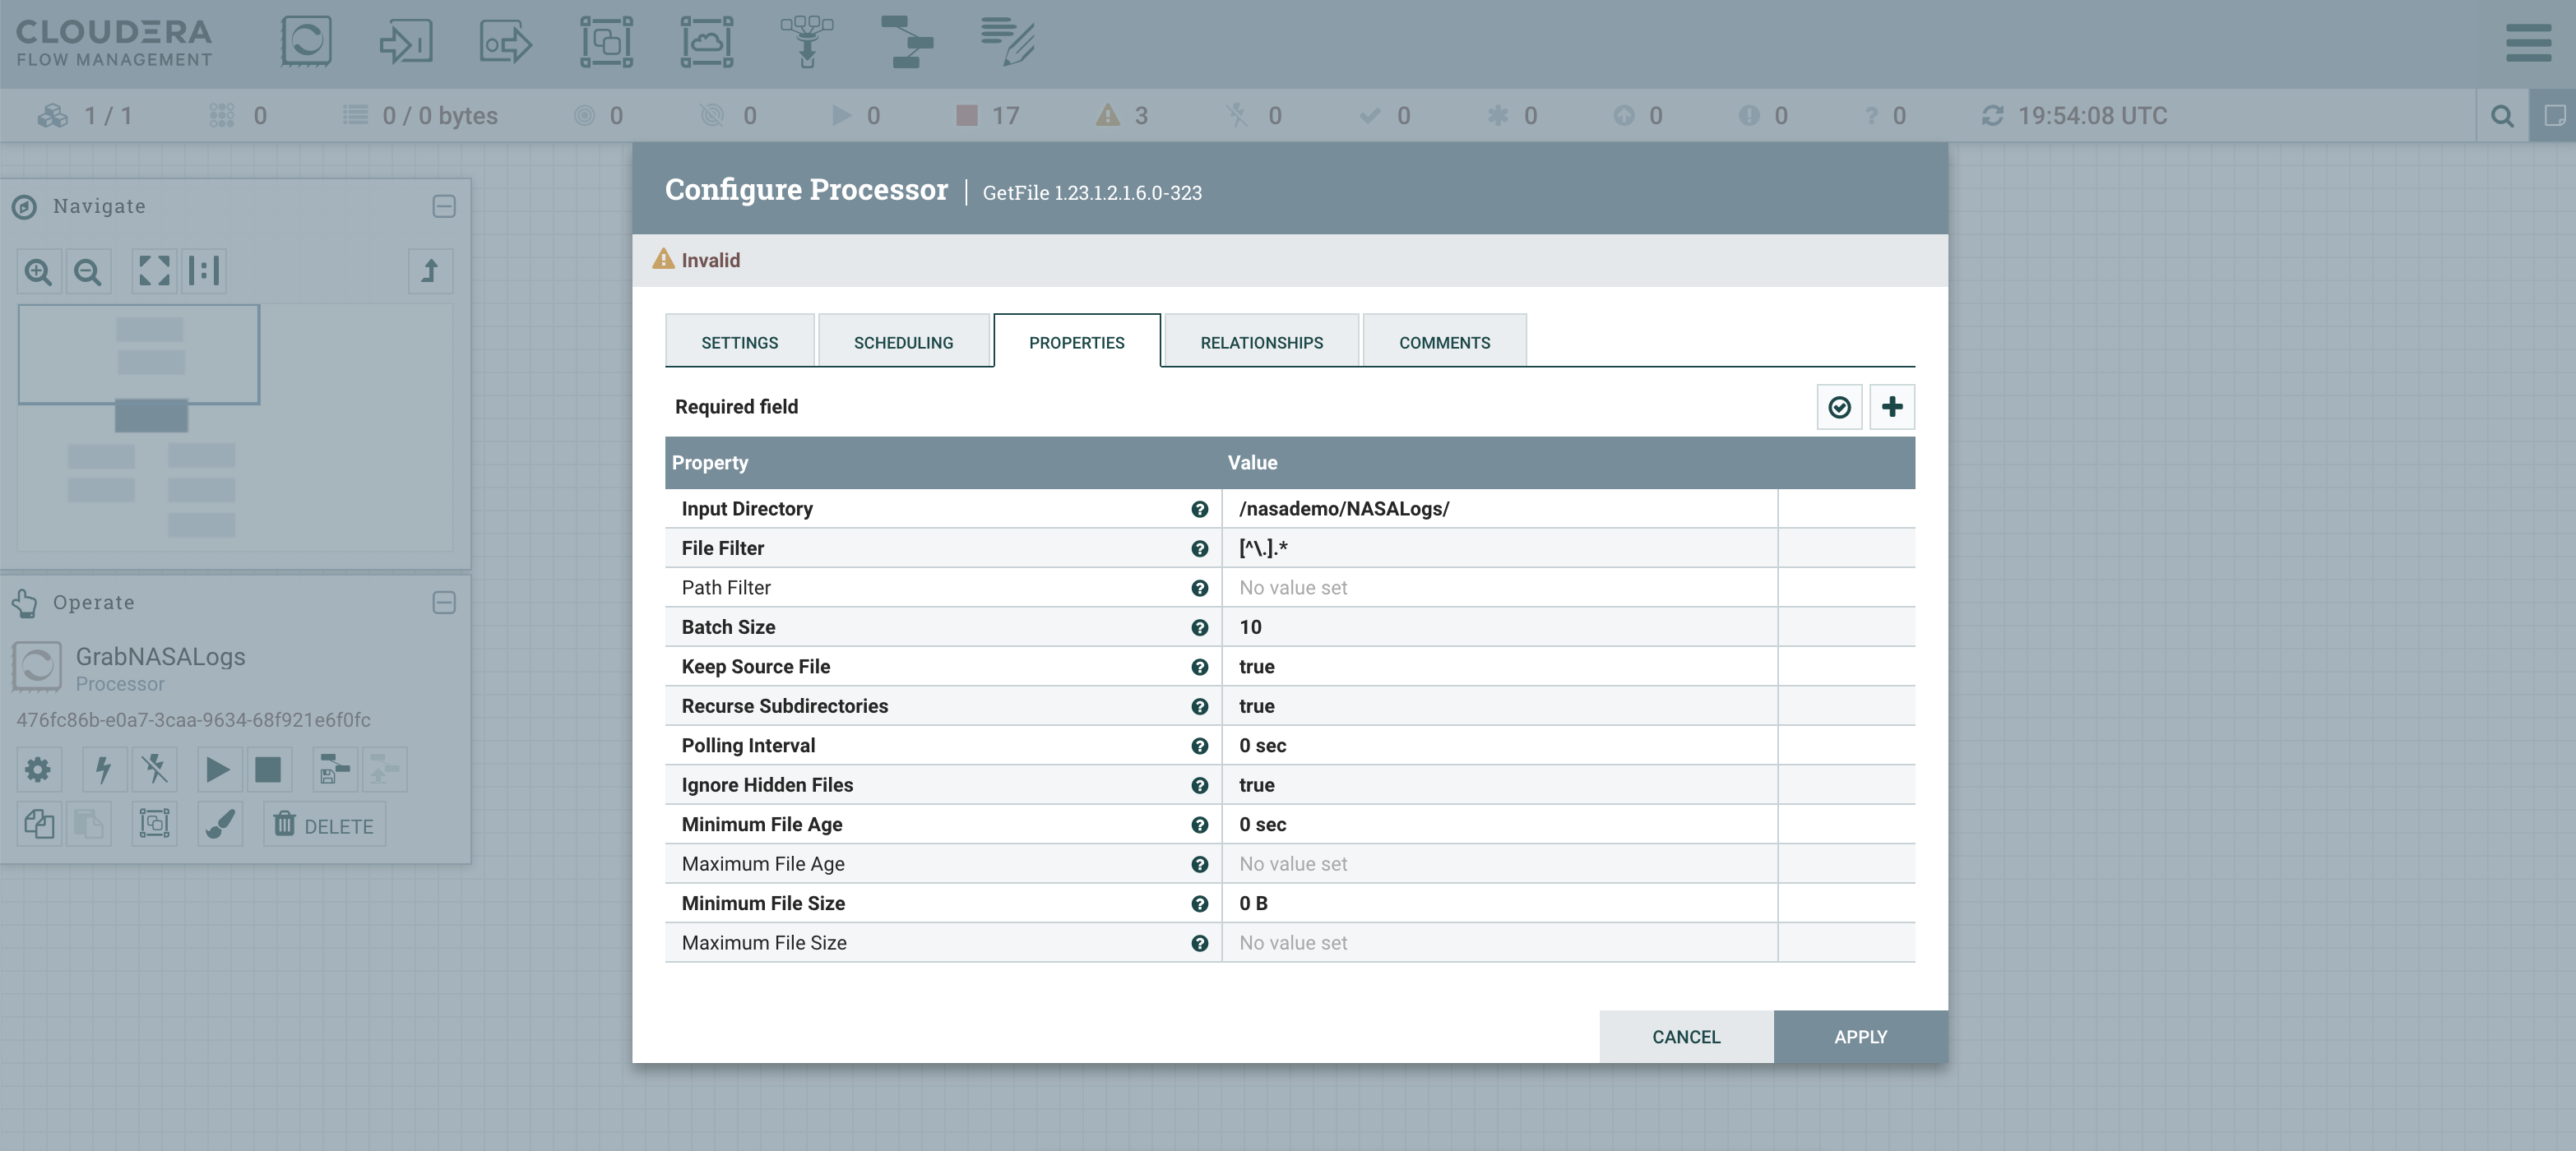 CLOUDERA
FLOW MANAGEMENT
1 / 1
0
0 / 0 bytes
0
0
0
17
3
0
0
0
0
0
? 0
19:54:08 UTC
Navigate
Operate
GrabNASALogs
Processor
476fc86b-e0a7-3caa-9634-68f921e6f0fc
DELETE
Configure Processor | GetFile 1.23.1.2.1.6.0-323
Invalid
SETTINGS
SCHEDULING
PROPERTIES
RELATIONSHIPS
COMMENTS
Required field
Property Value
Input Directory /nasademo/NASALogs/
File Filter [^\.].*
Path Filter No value set
Batch Size 10
Keep Source File true
Recurse Subdirectories true
Polling Interval 0 sec
Ignore Hidden Files true
Minimum File Age 0 sec
Maximum File Age No value set
Minimum File Size 0 B
Maximum File Size No value set
CANCEL
APPLY